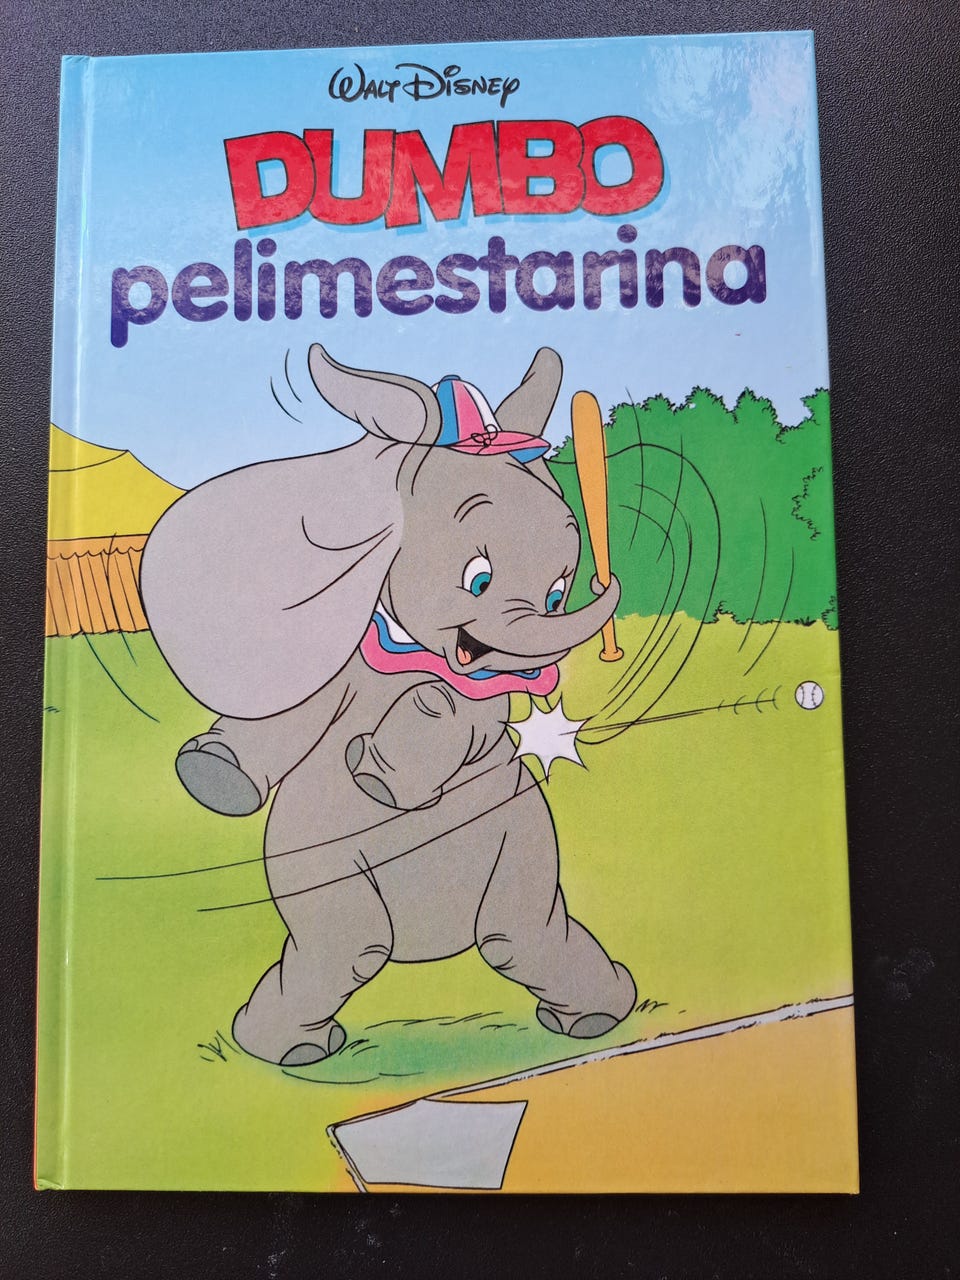 WALT DISNEY
DUMBO
pelimestarina